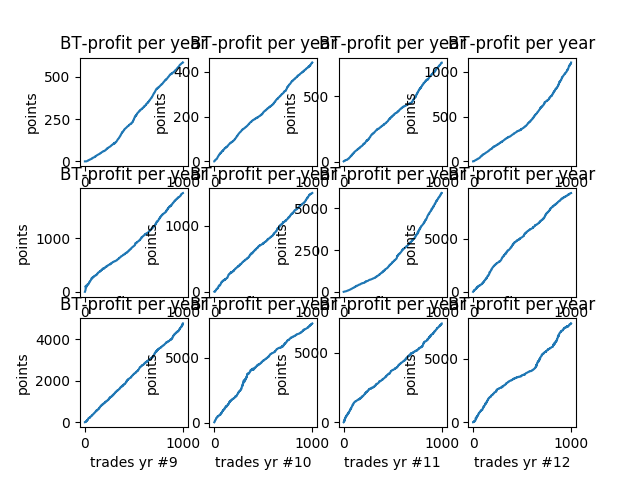 BT-profit per year BT-profit per year BT-profit per year BT-profit per year
points 500 250 0
points 400 200 0
points 500 0
points 1000 500 0
0 1000 0 1000 0 1000 0 1000
BT-profit per year BT-profit per year BT-profit per year BT-profit per year
points 1000 0
points 1000 0
points 5000 2500 0
points 5000 0
0 1000 0 1000 0 1000 0 1000
BT-profit per year BT-profit per year BT-profit per year BT-profit per year
points 4000 2000 0
points 5000 0
points 5000 0
points 5000 0
0 1000 0 1000 0 1000 0 1000
trades yr #9 trades yr #10 trades yr #11 trades yr #12